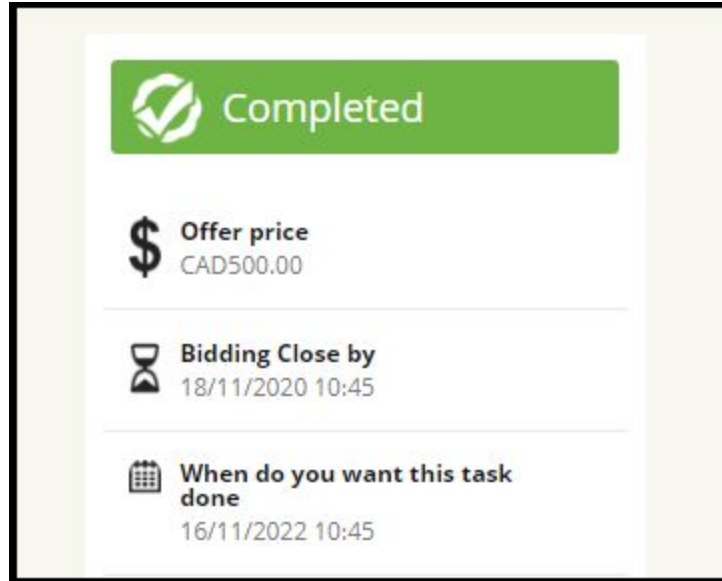 Completed
Offer price
CAD500.00
Bidding Close by
18/11/2020 10:45
When do you want this task
done
16/11/2022 10:45